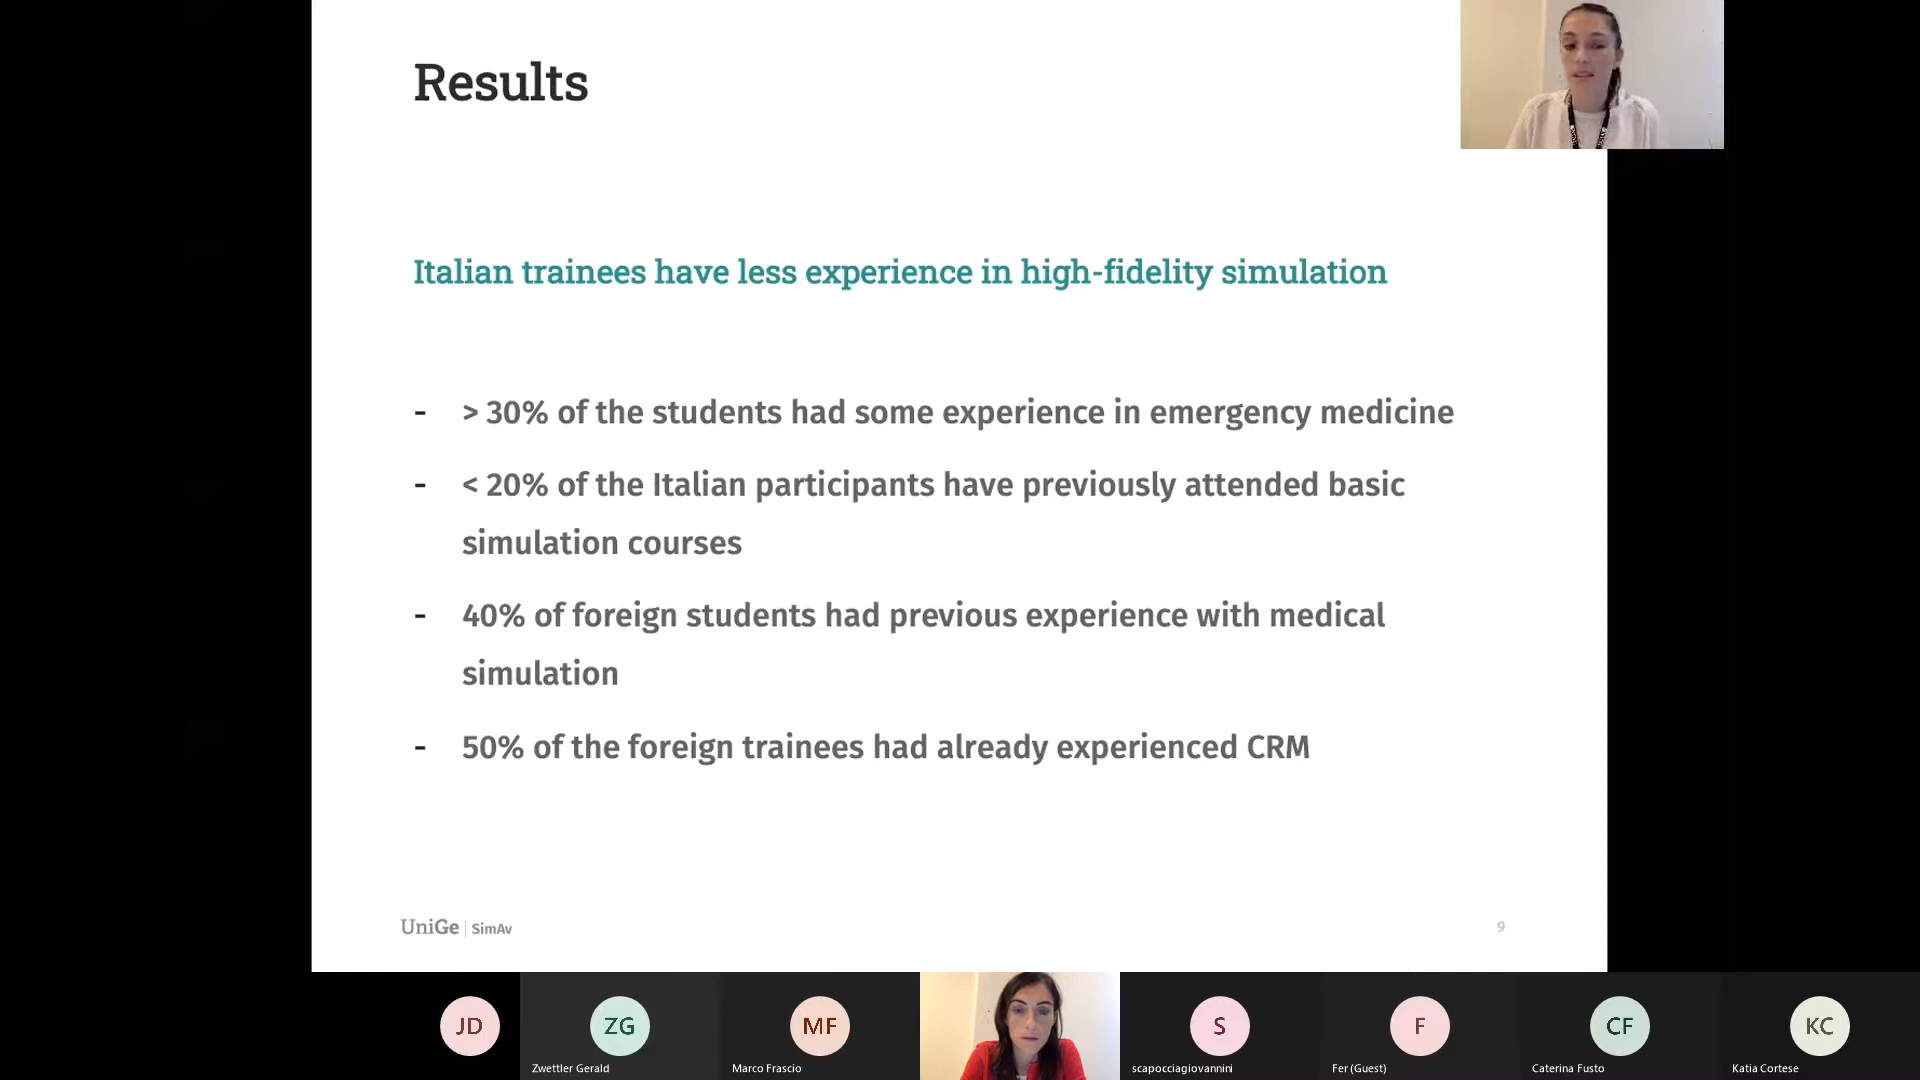 Results
Italian trainees have less experience in high-fidelity simulation
- > 30% of the students had some experience in emergency medicine
- < 20% of the Italian participants have previously attended basic
simulation courses
- 40% of foreign students had previous experience with medical
simulation
- 50% of the foreign trainees had already experienced CRM
UniGe | SimAv
9
JD
ZG
MF
S
F
CF
KC
Zwettler Gerald
Marco Frascio
scapocciagiovannini
Fer (Guest)
Caterina Fusto
Katia Cortese